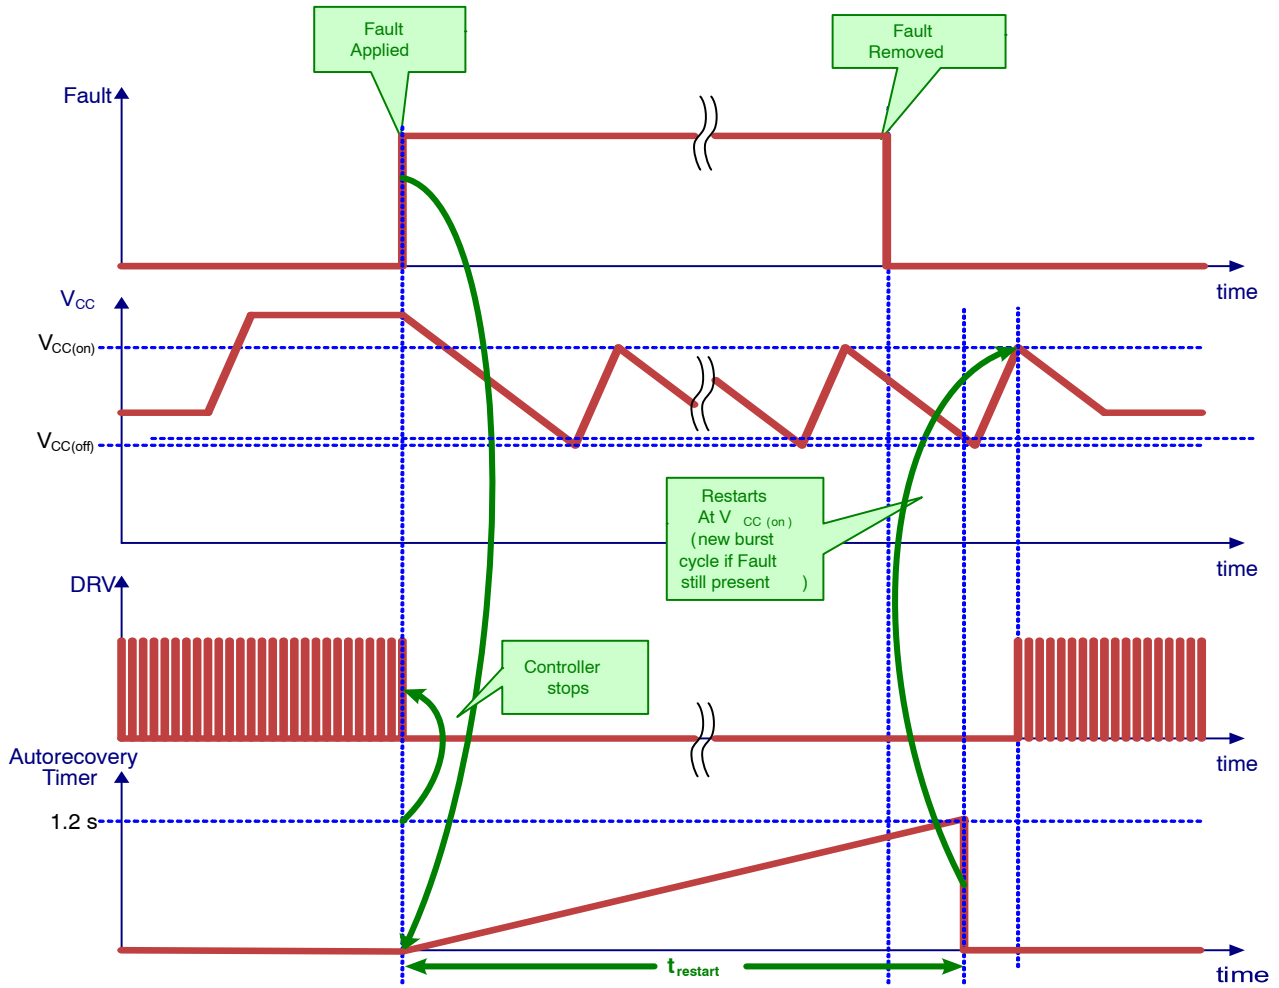 Fault
Applied
Fault
Removed
Fault
time
VCC
VCC(on)
VCC(off)
Restarts
At V CC (on)
(new burst
cycle if Fault
still present )
time
DRV
Controller
stops
time
Autorecovery
Timer
1.2 s
trestart
time